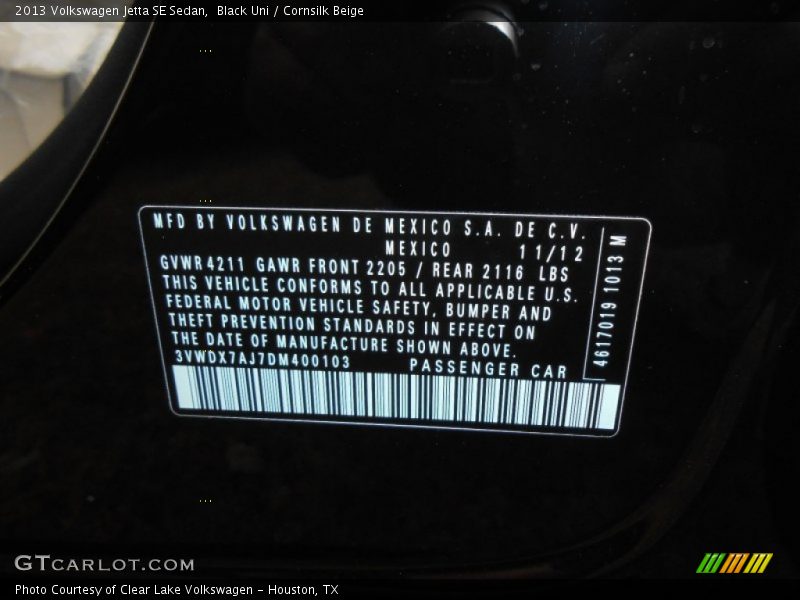 2013 Volkswagen Jetta SE Sedan,  Black Uni / Cornsilk Beige
MFD BY VOLKSWAGEN DE MEXICO S.A. DE C.V.
MEXICO 11/12
GVWR 4211 GAWR FRONT 2205 / REAR 2116 LBS
THIS VEHICLE CONFORMS TO ALL APPLICABLE U.S.
FEDERAL MOTOR VEHICLE SAFETY, BUMPER AND
THEFT PREVENTION STANDARDS IN EFFECT ON
THE DATE OF MANUFACTURE SHOWN ABOVE.
3VWDX7AJ7DM400103 PASSENGER CAR
4617019 1013 M
GTCARLOT.COM
Photo Courtesy of Clear Lake Volkswagen - Houston, TX